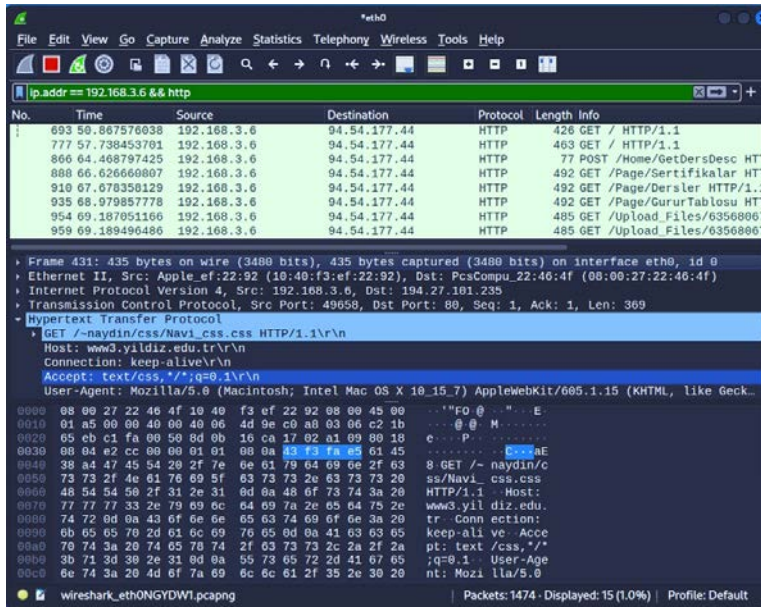 *eth0
File Edit View Go Capture Analyze Statistics Telephony Wireless Tools Help
ip.addr == 192.168.3.6 && http
No. Time Source Destination Protocol Length Info
693 50.867576038 192.168.3.6 94.54.177.44 HTTP 426 GET / HTTP/1.1
777 57.738453701 192.168.3.6 94.54.177.44 HTTP 463 GET / HTTP/1.1
866 64.468797425 192.168.3.6 94.54.177.44 HTTP 77 POST /Home/GetDersDesc HT
888 66.626660807 192.168.3.6 94.54.177.44 HTTP 492 GET /Page/Sertifikalar HT
910 67.678358129 192.168.3.6 94.54.177.44 HTTP 492 GET /Page/Dersler HTTP/1.
935 68.979857778 192.168.3.6 94.54.177.44 HTTP 492 GET /Page/GururTablosu HT
954 69.187051166 192.168.3.6 94.54.177.44 HTTP 485 GET /Upload_Files/6356806
959 69.189496486 192.168.3.6 94.54.177.44 HTTP 485 GET /Upload_Files/6356806
Frame 431: 435 bytes on wire (3480 bits), 435 bytes captured (3480 bits) on interface eth0, id 0
Ethernet II, Src: Apple_ef:22:92 (10:40:f3:ef:22:92), Dst: PcsCompu_22:46:4f (08:00:27:22:46:4f)
Internet Protocol Version 4, Src: 192.168.3.6, Dst: 194.27.101.235
Transmission Control Protocol, Src Port: 49658, Dst Port: 80, Seq: 1, Ack: 1, Len: 369
Hypertext Transfer Protocol
GET /~naydin/css/Navi_css.css HTTP/1.1\r\n
Host: www3.yildiz.edu.tr\r\n
Connection: keep-alive\r\n
Accept: text/css,*/*;q=0.1\r\n
User-Agent: Mozilla/5.0 (Macintosh; Intel Mac OS X 10_15_7) AppleWebKit/605.1.15 (KHTML, like Geck…
0000 08 00 27 22 46 4f 10 40 f3 ef 22 92 08 00 45 00 ··'"FO·@ ··"···E·
0010 01 a5 00 00 40 00 40 06 4d 9e c0 a8 03 06 c2 1b ····@·@· M·······
0020 65 eb c1 fa 00 50 8d 0b 16 ca 17 02 a1 09 80 18 e····P·· ········
0030 08 04 e2 cc 00 00 01 01 08 0a 43 f3 fa e5 61 45 ········ ··C···aE
0040 38 a4 47 45 54 20 2f 7e 6e 61 79 64 69 6e 2f 63 8·GET /~ naydin/c
0050 73 73 2f 4e 61 76 69 5f 63 73 73 2e 63 73 73 20 ss/Navi_ css.css
0060 48 54 54 50 2f 31 2e 31 0d 0a 48 6f 73 74 3a 20 HTTP/1.1 ··Host:
0070 77 77 77 33 2e 79 69 6c 64 69 7a 2e 65 64 75 2e www3.yil diz.edu.
0080 74 72 0d 0a 43 6f 6e 6e 65 63 74 69 6f 6e 3a 20 tr··Conn ection:
0090 6b 65 65 70 2d 61 6c 69 76 65 0d 0a 41 63 63 65 keep-ali ve··Acce
00a0 70 74 3a 20 74 65 78 74 2f 63 73 73 2c 2a 2f 2a pt: text /css,*/*
00b0 3b 71 3d 30 2e 31 0d 0a 55 73 65 72 2d 41 67 65 ;q=0.1·· User-Age
00c0 6e 74 3a 20 4d 6f 7a 69 6c 6c 61 2f 35 2e 30 20 nt: Mozi lla/5.0
wireshark_eth0NGYDW1.pcapng Packets: 1474 · Displayed: 15 (1.0%) Profile: Default